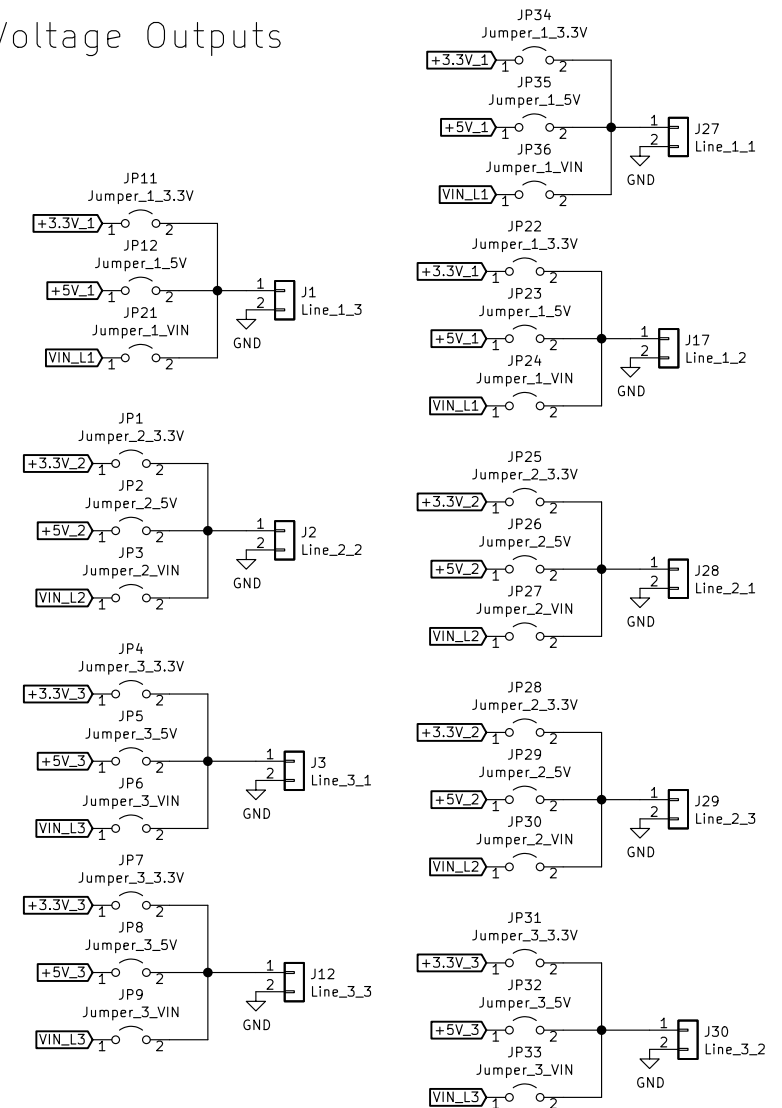 Voltage Outputs
JP11
Jumper_1_3.3V
+3.3V_1 1 2
JP12
Jumper_1_5V
+5V_1 1 2
1
2
J1
Line_1_3
GND
JP21
Jumper_1_VIN
VIN_L1 1 2
JP1
Jumper_2_3.3V
+3.3V_2 1 2
JP2
Jumper_2_5V
+5V_2 1 2
1
2
J2
Line_2_2
GND
JP3
Jumper_2_VIN
VIN_L2 1 2
JP4
Jumper_3_3.3V
+3.3V_3 1 2
JP5
Jumper_3_5V
+5V_3 1 2
1
2
J3
Line_3_1
GND
JP6
Jumper_3_VIN
VIN_L3 1 2
JP7
Jumper_3_3.3V
+3.3V_3 1 2
JP8
Jumper_3_5V
+5V_3 1 2
1
2
J12
Line_3_3
GND
JP9
Jumper_3_VIN
VIN_L3 1 2
JP34
Jumper_1_3.3V
+3.3V_1 1 2
JP35
Jumper_1_5V
+5V_1 1 2
1
2
J27
Line_1_1
GND
JP36
Jumper_1_VIN
VIN_L1 1 2
JP22
Jumper_1_3.3V
+3.3V_1 1 2
JP23
Jumper_1_5V
+5V_1 1 2
1
2
J17
Line_1_2
GND
JP24
Jumper_1_VIN
VIN_L1 1 2
JP25
Jumper_2_3.3V
+3.3V_2 1 2
JP26
Jumper_2_5V
+5V_2 1 2
1
2
J28
Line_2_1
GND
JP27
Jumper_2_VIN
VIN_L2 1 2
JP28
Jumper_2_3.3V
+3.3V_2 1 2
JP29
Jumper_2_5V
+5V_2 1 2
1
2
J29
Line_2_3
GND
JP30
Jumper_2_VIN
VIN_L2 1 2
JP31
Jumper_3_3.3V
+3.3V_3 1 2
JP32
Jumper_3_5V
+5V_3 1 2
1
2
J30
Line_3_2
GND
JP33
Jumper_3_VIN
VIN_L3 1 2